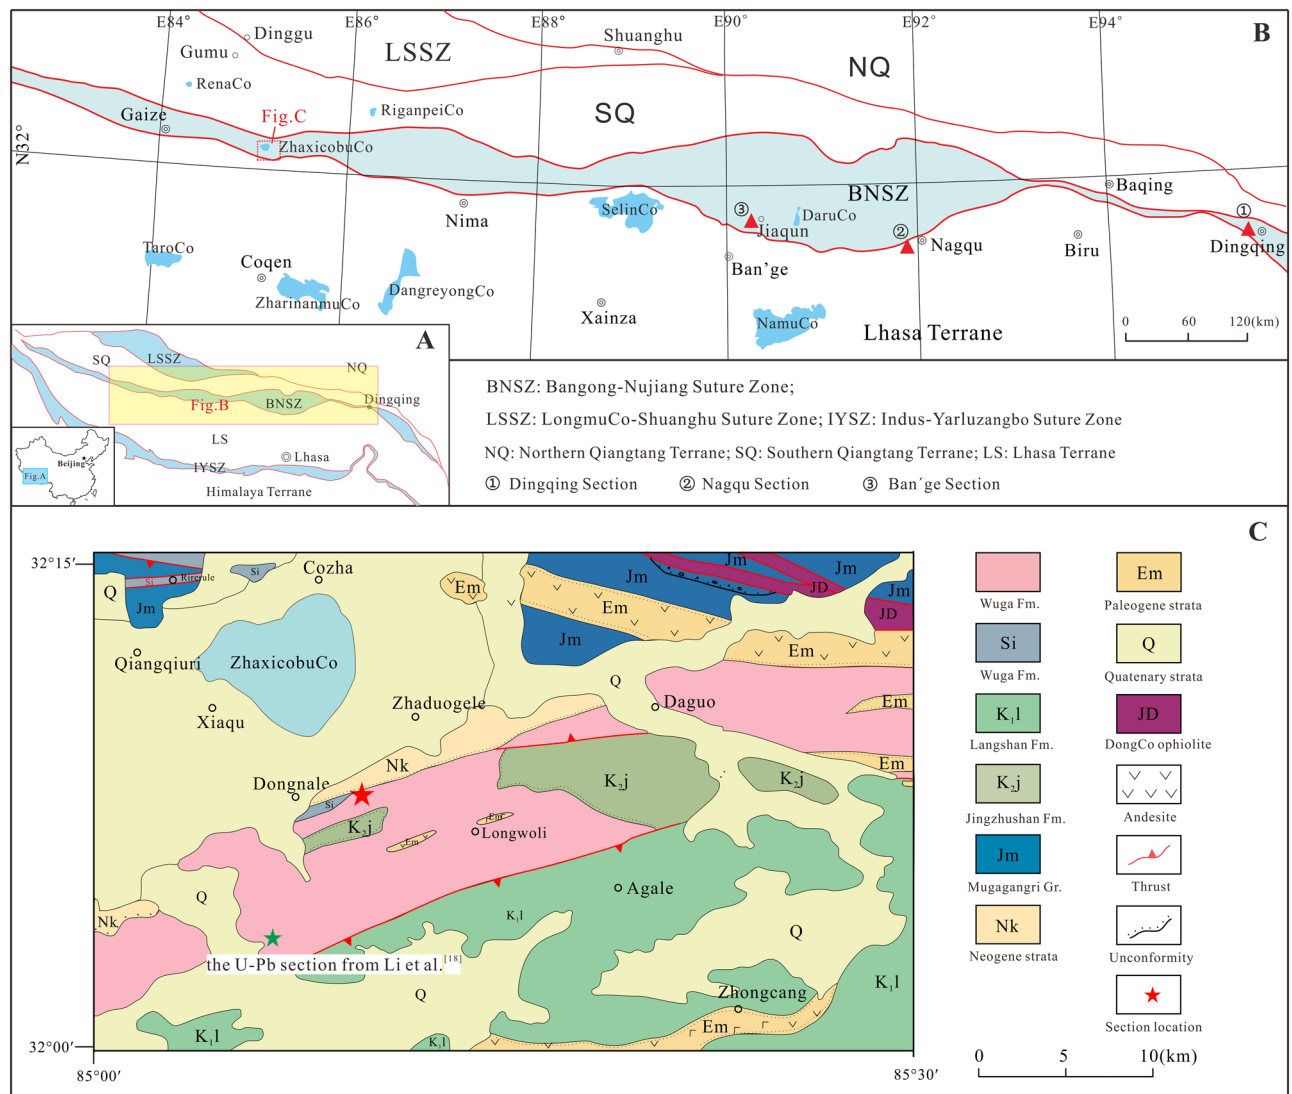 E84°
E86°
E88°
E90°
E92°
E94°
B
Dinggu
Gumu
LSSZ
Shuanghu
NQ
RenaCo
RiganpeiCo
SQ
Gaize
Fig.C
ZhaxicobuCo
N32°
BNSZ
Baqing
Nima
SelinCo
③
Jiaqun
DaruCo
②
Nagqu
Biru
①
Dingqing
TaroCo
Coqen
ZharinanmuCo
DangreyongCo
Ban’ge
Xainza
NamuCo
Lhasa Terrane
0 60 120(km)
A
SQ
LSSZ
NQ
Fig.B
BNSZ
Dingqing
LS
Lhasa
IYSZ
Himalaya Terrane
Beijing
Fig.A
BNSZ: Bangong-Nujiang Suture Zone;
LSSZ: LongmuCo-Shuanghu Suture Zone; IYSZ: Indus-Yarluzangbo Suture Zone
NQ: Northern Qiangtang Terrane; SQ: Southern Qiangtang Terrane; LS: Lhasa Terrane
① Dingqing Section ② Nagqu Section ③ Ban´ge Section
C
32°15′
32°00′
85°00′
85°30′
Si
Rirerule
Q
Jm
Si
Cozha
Em
Jm
Em
Jm
Jm
Jm
JD
Jm
JD
Em
Qiangqiuri
ZhaxicobuCo
Xiaqu
Zhaduogele
Q
Daguo
Em
Em
Nk
Dongnale
Si
K₂j
K₂j
K₂j
Em
Em
Longwoli
Agale
Q
K₁l
Nk
Q
the U-Pb section from Li et al.[18]
Q
Zhongcang
K₁l
Em
K₁l
K₁l
Wuga Fm.
Em
Paleogene strata
Si
Wuga Fm.
Q
Quatenary strata
K₁l
Langshan Fm.
JD
DongCo ophiolite
K₂j
Jingzhushan Fm.
Andesite
Jm
Mugagangri Gr.
Thrust
Nk
Neogene strata
Unconformity
Section location
0 5 10(km)